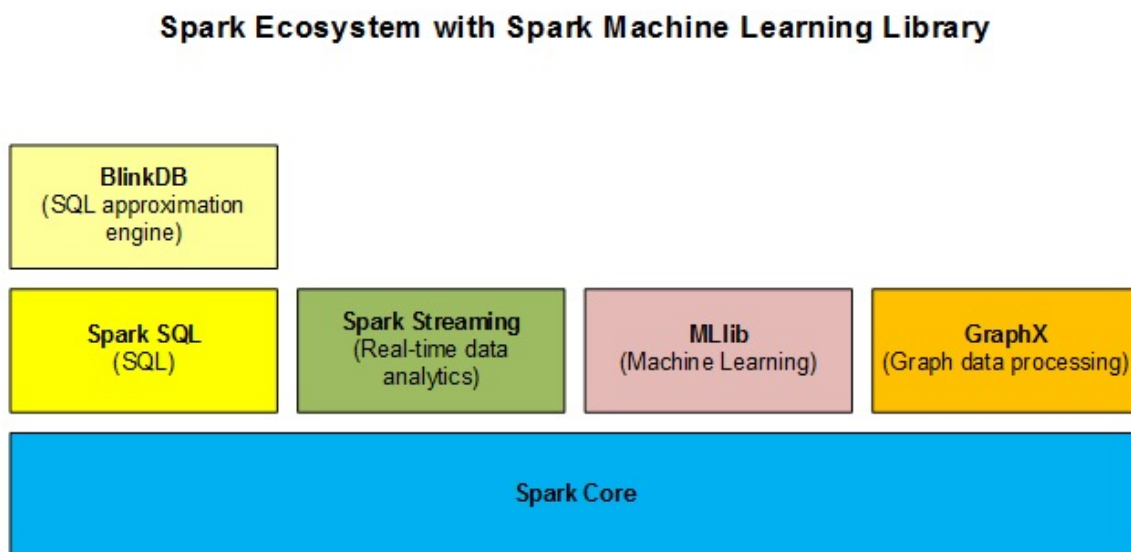 Spark Ecosystem with Spark Machine Learning Library
BlinkDB
(SQL approximation
engine)
Spark SQL
(SQL)
Spark Streaming
(Real-time data
analytics)
MLlib
(Machine Learning)
GraphX
(Graph data processing)
Spark Core